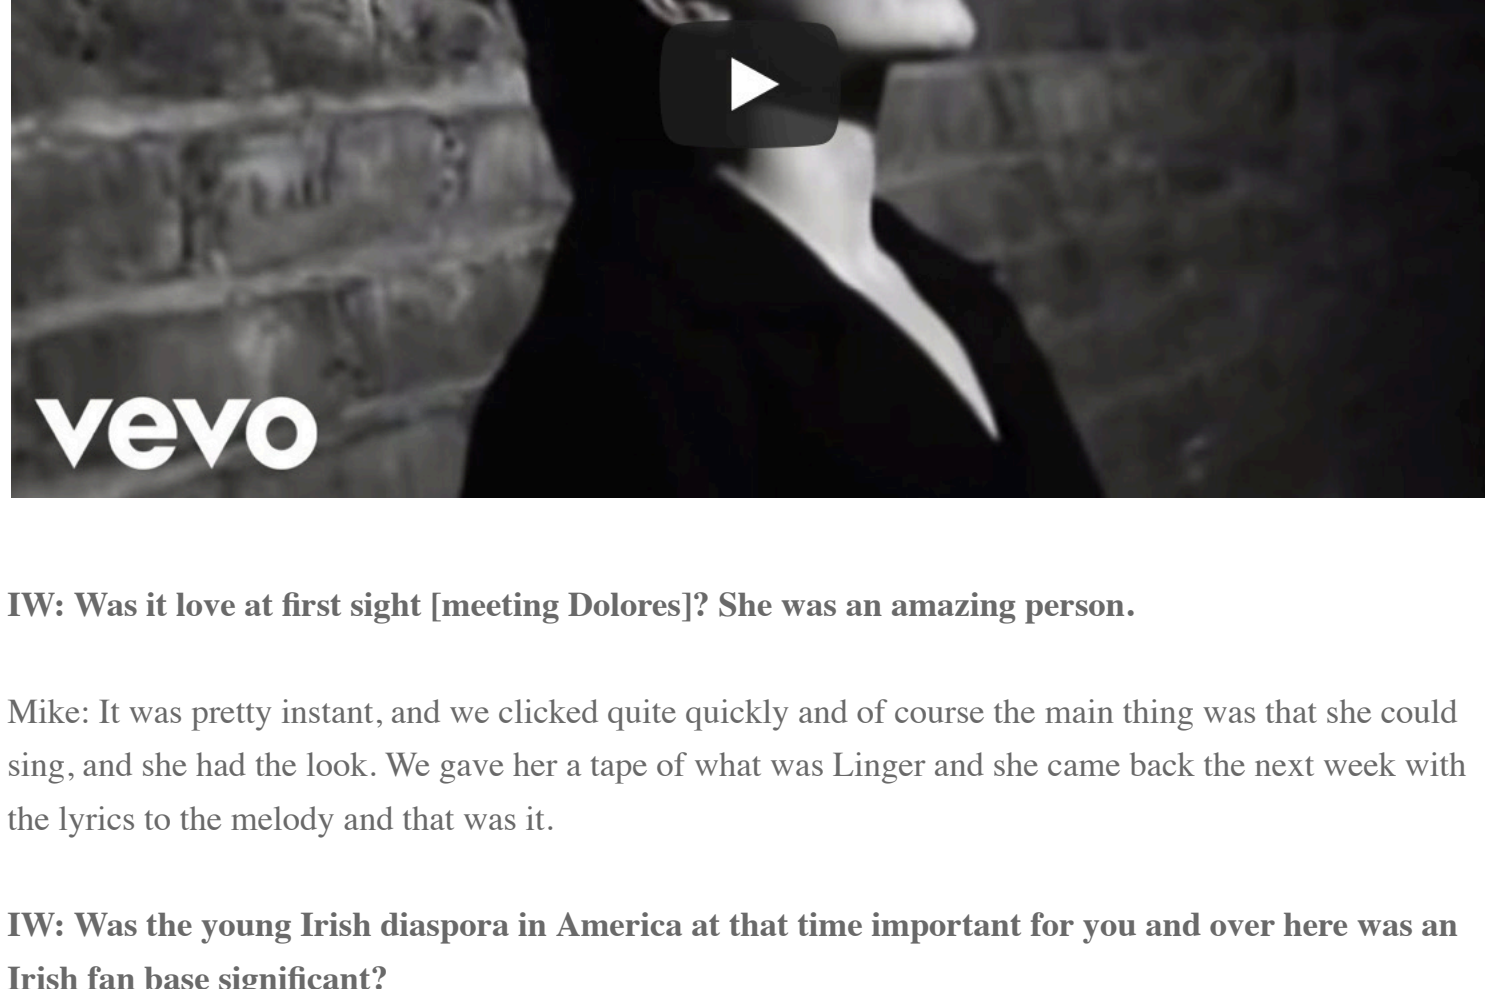 vevo
IW: Was it love at first sight [meeting Dolores]? She was an amazing person.
Mike: It was pretty instant, and we clicked quite quickly and of course the main thing was that she could
sing, and she had the look. We gave her a tape of what was Linger and she came back the next week with
the lyrics to the melody and that was it.
IW: Was the young Irish diaspora in America at that time important for you and over here was an
Irish fan base significant?